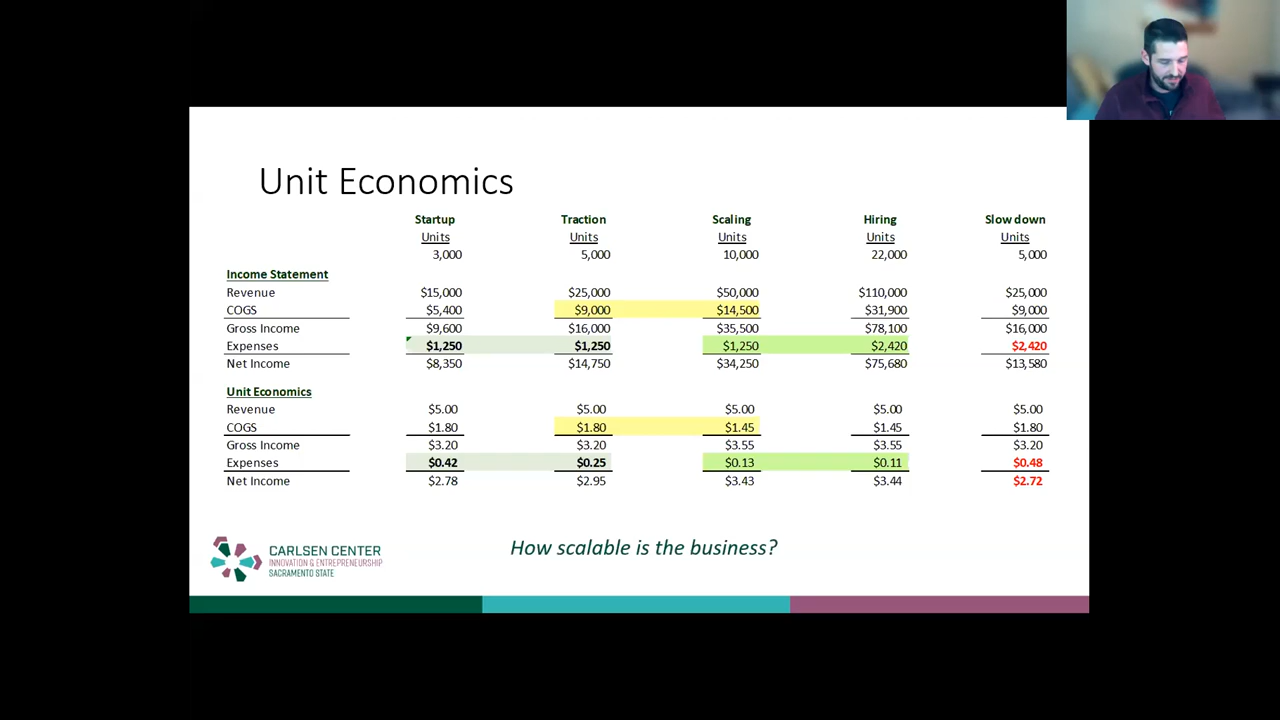 Unit Economics
Startup Traction Scaling Hiring Slow down
Units Units Units Units Units
3,000 5,000 10,000 22,000 5,000
Income Statement
Revenue $15,000 $25,000 $50,000 $110,000 $25,000
COGS $5,400 $9,000 $14,500 $31,900 $9,000
Gross Income $9,600 $16,000 $35,500 $78,100 $16,000
Expenses $1,250 $1,250 $1,250 $2,420 $2,420
Net Income $8,350 $14,750 $34,250 $75,680 $13,580
Unit Economics
Revenue $5.00 $5.00 $5.00 $5.00 $5.00
COGS $1.80 $1.80 $1.45 $1.45 $1.80
Gross Income $3.20 $3.20 $3.55 $3.55 $3.20
Expenses $0.42 $0.25 $0.13 $0.11 $0.48
Net Income $2.78 $2.95 $3.43 $3.44 $2.72
How scalable is the business?
CARLSEN CENTER
INNOVATION & ENTREPRENEURSHIP
SACRAMENTO STATE